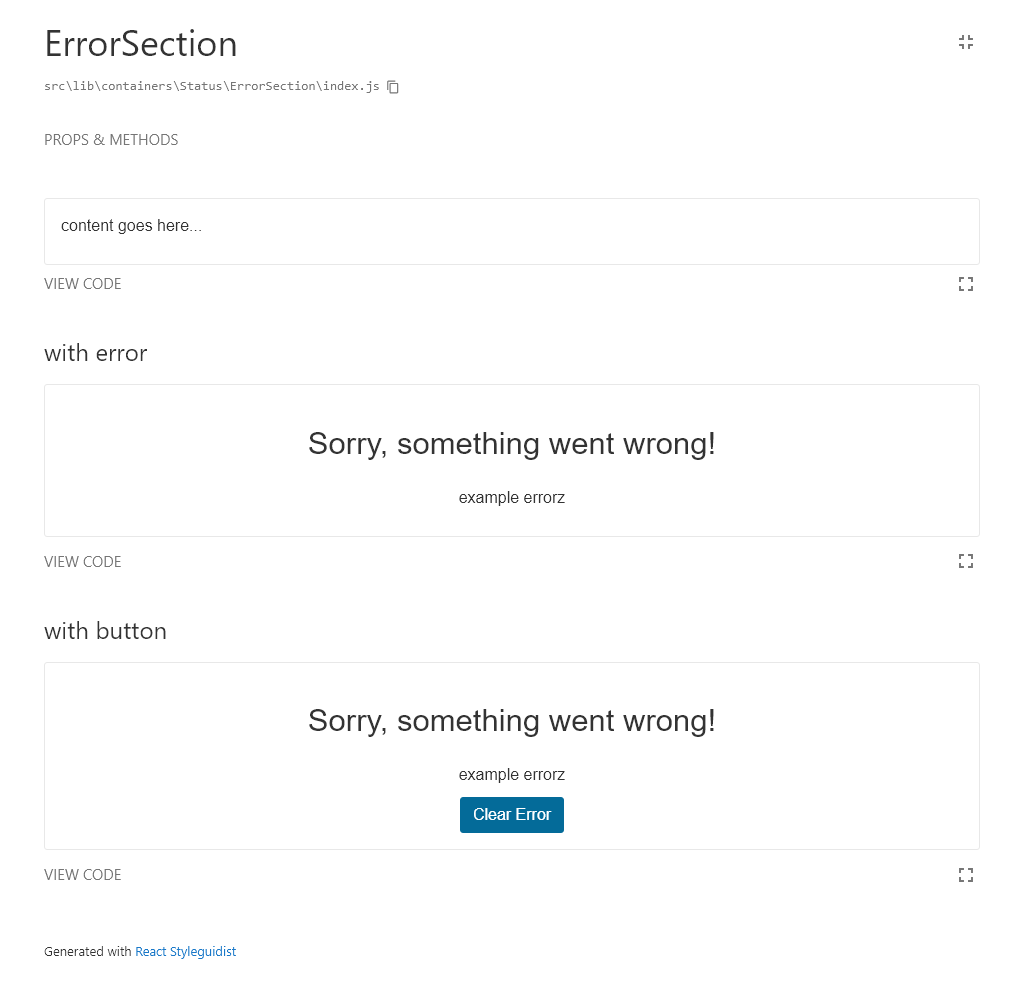 ErrorSection
src\lib\containers\Status\ErrorSection\index.js
PROPS & METHODS
content goes here...
VIEW CODE
with error
Sorry, something went wrong!
example errorz
VIEW CODE
with button
Sorry, something went wrong!
example errorz
Clear Error
VIEW CODE
Generated with React Styleguidist